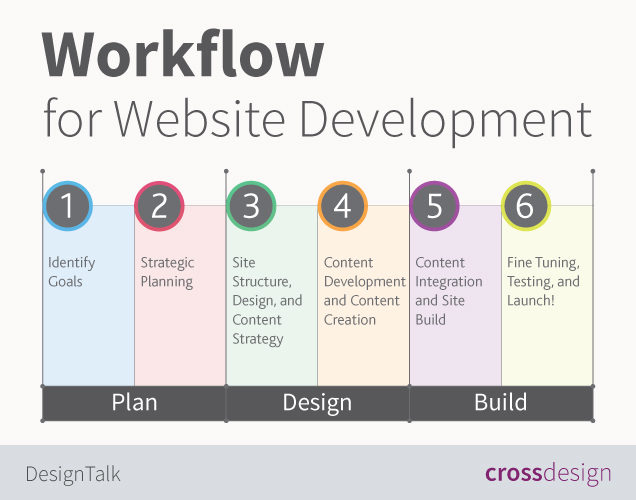 Workflow
for Website Development
1
2
3
4
5
6
Identify
Goals
Strategic
Planning
Site
Structure,
Design, and
Content
Strategy
Content
Development
and Content
Creation
Content
Integration
and Site
Build
Fine Tuning,
Testing, and
Launch!
Plan
Design
Build
DesignTalk
crossdesign